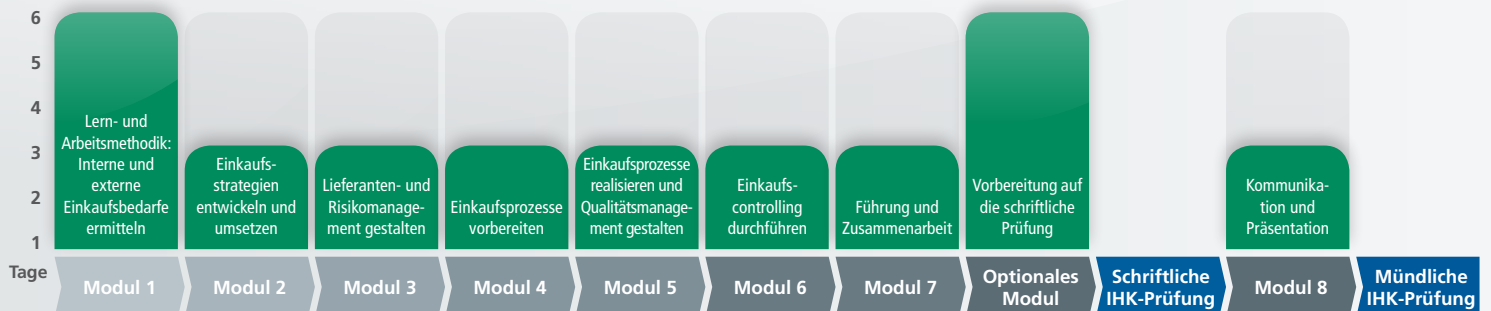 6
5
4
3
2
1
Tage
Lern- und
Arbeitsmethodik:
Interne und
externe
Einkaufsbedarfe
ermitteln
Einkaufs-
strategien
entwickeln und
umsetzen
Lieferanten- und
Risikomanage-
ment gestalten
Einkaufsprozesse
vorbereiten
Einkaufsprozesse
realisieren und
Qualitätsmanage-
ment gestalten
Einkaufs-
controlling
durchführen
Führung und
Zusammenarbeit
Vorbereitung auf
die schriftliche
Prüfung
Kommunika-
tion und
Präsentation
Modul 1
Modul 2
Modul 3
Modul 4
Modul 5
Modul 6
Modul 7
Optionales
Modul
Schriftliche
IHK-Prüfung
Modul 8
Mündliche
IHK-Prüfung